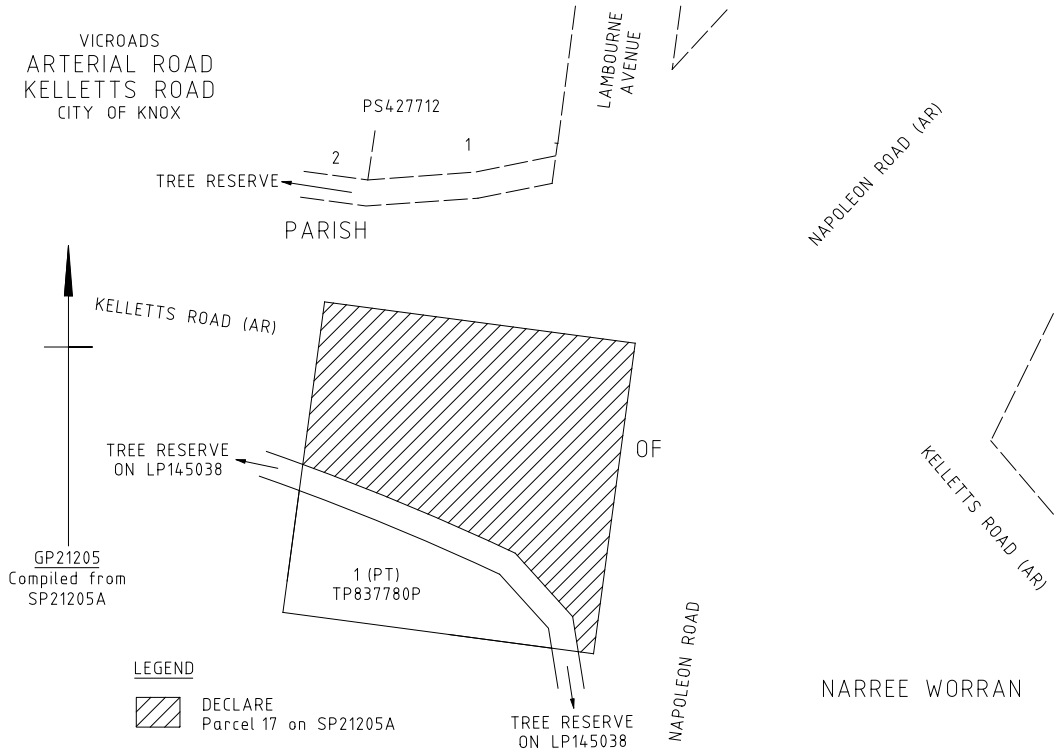 VICROADS
ARTERIAL ROAD
KELLETTS ROAD
CITY OF KNOX
LAMBOURNE
AVENUE
PS427712
2
1
TREE RESERVE
PARISH
NAPOLEON ROAD (AR)
KELLETTS ROAD (AR)
TREE RESERVE
ON LP145038
OF
KELLETTS ROAD (AR)
GP21205
Compiled from
SP21205A
1 (PT)
TP837780P
NAPOLEON ROAD
LEGEND
DECLARE
Parcel 17 on SP21205A
NARREE WORRAN
TREE RESERVE
ON LP145038